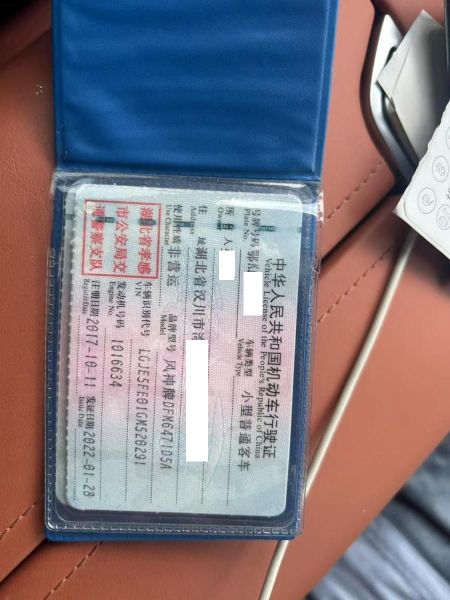 中华人民共和国机动车行驶证
Vehicle License of the People's Republic of China
号牌号码 鄂 车辆类型 小型普通客车
Plate No. Vehicle Type
所有人
Owner
住址 湖北省汉川市
Address
使用性质 非营运 品牌型号 风神牌DFM6471D5A
Use Character Model
湖北省孝感
市公安局交
通警察支队
车辆识别代号 LGJE5FE01GM520291
VIN
发动机号码 1016634
Engine No.
注册日期 2017-10-11 发证日期 2022-01-28
Register Date Issue Date